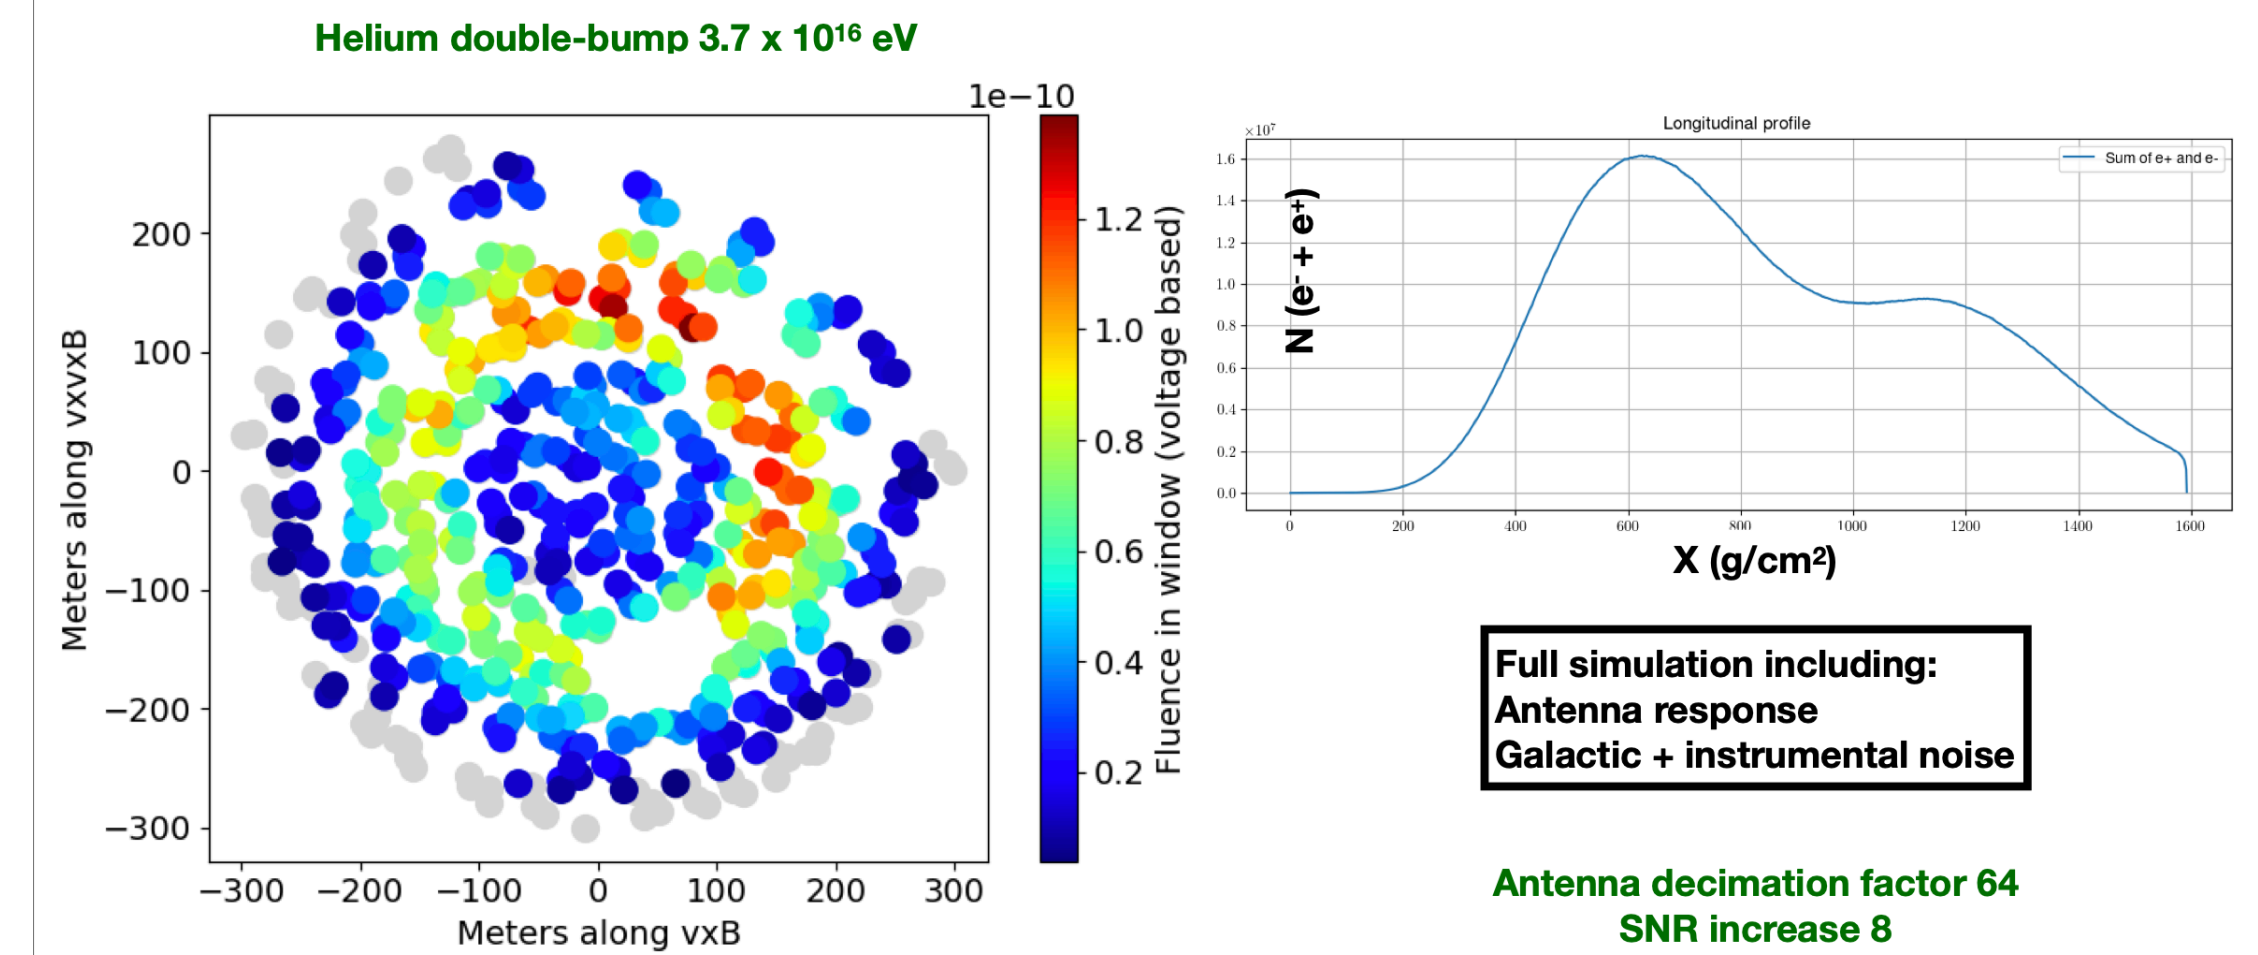 Helium double-bump 3.7 x 10¹⁶ eV
1e−10
200
100
0
−100
−200
−300
Meters along vxvxB
−300 −200 −100 0 100 200 300
Meters along vxB
1.2
1.0
0.8
0.6
0.4
0.2
Fluence in window (voltage based)
Longitudinal profile
×10⁷
Sum of e+ and e-
1.6
1.4
1.2
1.0
0.8
0.6
0.4
0.2
0.0
N (e⁻ + e⁺)
0 200 400 600 800 1000 1200 1400 1600
X (g/cm²)
Full simulation including:
Antenna response
Galactic + instrumental noise
Antenna decimation factor 64
SNR increase 8